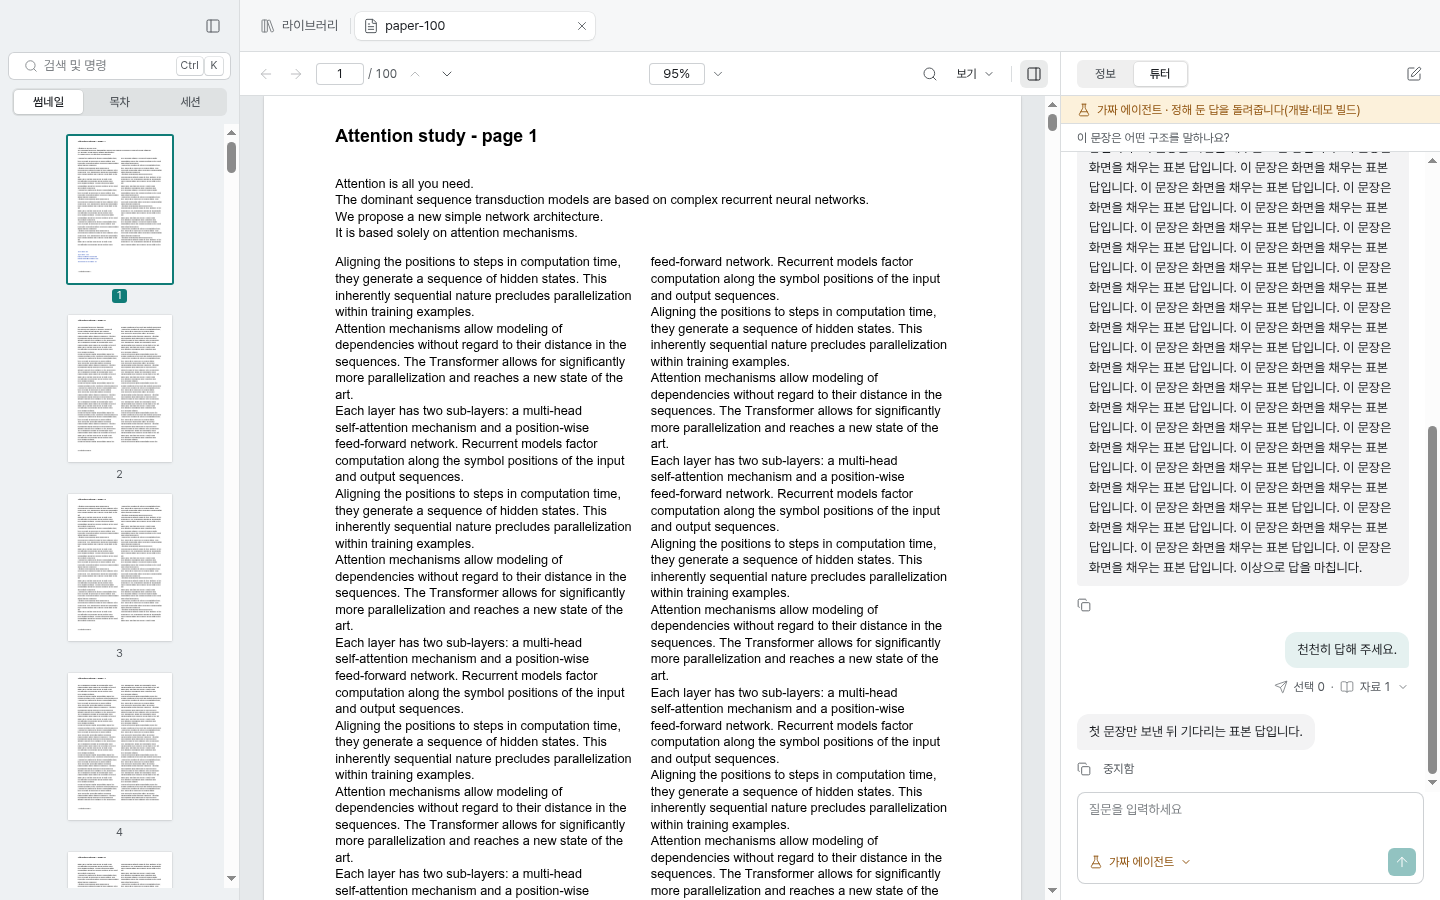 라이브러리
paper-100
검색 및 명령
Ctrl K
썸네일 목차 세션
1
2
3
4
1 / 100
95%
보기
Attention study - page 1
Attention is all you need.
The dominant sequence transduction models are based on complex recurrent neural networks.
We propose a new simple network architecture.
It is based solely on attention mechanisms.
Aligning the positions to steps in computation time,
they generate a sequence of hidden states. This
inherently sequential nature precludes parallelization
within training examples.
Attention mechanisms allow modeling of
dependencies without regard to their distance in the
sequences. The Transformer allows for significantly
more parallelization and reaches a new state of the
art.
Each layer has two sub-layers: a multi-head
self-attention mechanism and a position-wise
feed-forward network. Recurrent models factor
computation along the symbol positions of the input
and output sequences.
Aligning the positions to steps in computation time,
they generate a sequence of hidden states. This
inherently sequential nature precludes parallelization
within training examples.
Attention mechanisms allow modeling of
dependencies without regard to their distance in the
sequences. The Transformer allows for significantly
more parallelization and reaches a new state of the
art.
Each layer has two sub-layers: a multi-head
self-attention mechanism and a position-wise
feed-forward network. Recurrent models factor
computation along the symbol positions of the input
and output sequences.
Aligning the positions to steps in computation time,
they generate a sequence of hidden states. This
inherently sequential nature precludes parallelization
within training examples.
Attention mechanisms allow modeling of
dependencies without regard to their distance in the
sequences. The Transformer allows for significantly
more parallelization and reaches a new state of the
art.
Each layer has two sub-layers: a multi-head
self-attention mechanism and a position-wise
feed-forward network. Recurrent models factor
computation along the symbol positions of the input
and output sequences.
Aligning the positions to steps in computation time,
they generate a sequence of hidden states. This
inherently sequential nature precludes parallelization
within training examples.
Attention mechanisms allow modeling of
dependencies without regard to their distance in the
sequences. The Transformer allows for significantly
more parallelization and reaches a new state of the
art.
Each layer has two sub-layers: a multi-head
self-attention mechanism and a position-wise
feed-forward network. Recurrent models factor
computation along the symbol positions of the input
and output sequences.
Aligning the positions to steps in computation time,
they generate a sequence of hidden states. This
inherently sequential nature precludes parallelization
within training examples.
Attention mechanisms allow modeling of
dependencies without regard to their distance in the
sequences. The Transformer allows for significantly
more parallelization and reaches a new state of the
art.
Each layer has two sub-layers: a multi-head
self-attention mechanism and a position-wise
feed-forward network. Recurrent models factor
computation along the symbol positions of the input
and output sequences.
Aligning the positions to steps in computation time,
they generate a sequence of hidden states. This
inherently sequential nature precludes parallelization
within training examples.
Attention mechanisms allow modeling of
dependencies without regard to their distance in the
sequences. The Transformer allows for significantly
more parallelization and reaches a new state of the
정보 튜터
가짜 에이전트 · 정해 둔 답을 돌려줍니다(개발·데모 빌드)
이 문장은 어떤 구조를 말하나요?
화면을 채우는 표본 답입니다. 이 문장은 화면을 채우는 표본
답입니다. 이 문장은 화면을 채우는 표본 답입니다. 이 문장은
화면을 채우는 표본 답입니다. 이 문장은 화면을 채우는 표본
답입니다. 이 문장은 화면을 채우는 표본 답입니다. 이 문장은
화면을 채우는 표본 답입니다. 이 문장은 화면을 채우는 표본
답입니다. 이 문장은 화면을 채우는 표본 답입니다. 이 문장은
화면을 채우는 표본 답입니다. 이 문장은 화면을 채우는 표본
답입니다. 이 문장은 화면을 채우는 표본 답입니다. 이 문장은
화면을 채우는 표본 답입니다. 이 문장은 화면을 채우는 표본
답입니다. 이 문장은 화면을 채우는 표본 답입니다. 이 문장은
화면을 채우는 표본 답입니다. 이 문장은 화면을 채우는 표본
답입니다. 이 문장은 화면을 채우는 표본 답입니다. 이 문장은
화면을 채우는 표본 답입니다. 이 문장은 화면을 채우는 표본
답입니다. 이 문장은 화면을 채우는 표본 답입니다. 이 문장은
화면을 채우는 표본 답입니다. 이 문장은 화면을 채우는 표본
답입니다. 이 문장은 화면을 채우는 표본 답입니다. 이 문장은
화면을 채우는 표본 답입니다. 이 문장은 화면을 채우는 표본
답입니다. 이 문장은 화면을 채우는 표본 답입니다. 이 문장은
화면을 채우는 표본 답입니다. 이 문장은 화면을 채우는 표본
답입니다. 이 문장은 화면을 채우는 표본 답입니다. 이 문장은
화면을 채우는 표본 답입니다. 이상으로 답을 마칩니다.
천천히 답해 주세요.
선택 0 · 자료 1
첫 문장만 보낸 뒤 기다리는 표본 답입니다.
중지함
질문을 입력하세요
가짜 에이전트